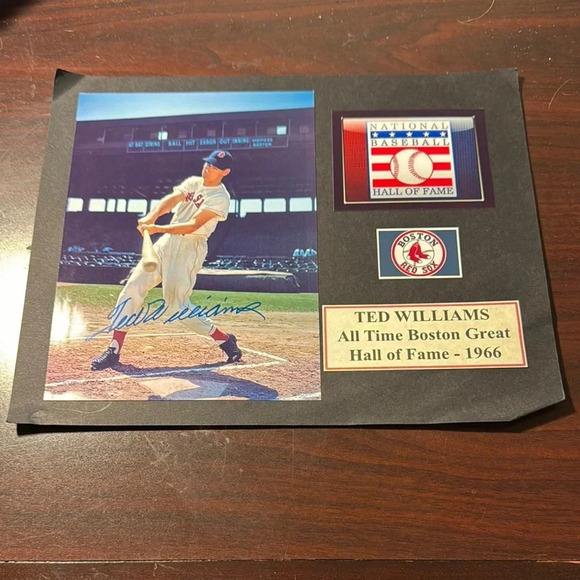 AT BAT STRIKE BALL HIT ERROR OUT INNING
B
Ted Williams
NATIONAL
BASEBALL
HALL OF FAME
BOSTON
RED SOX
TED WILLIAMS
All Time Boston Great
Hall of Fame - 1966